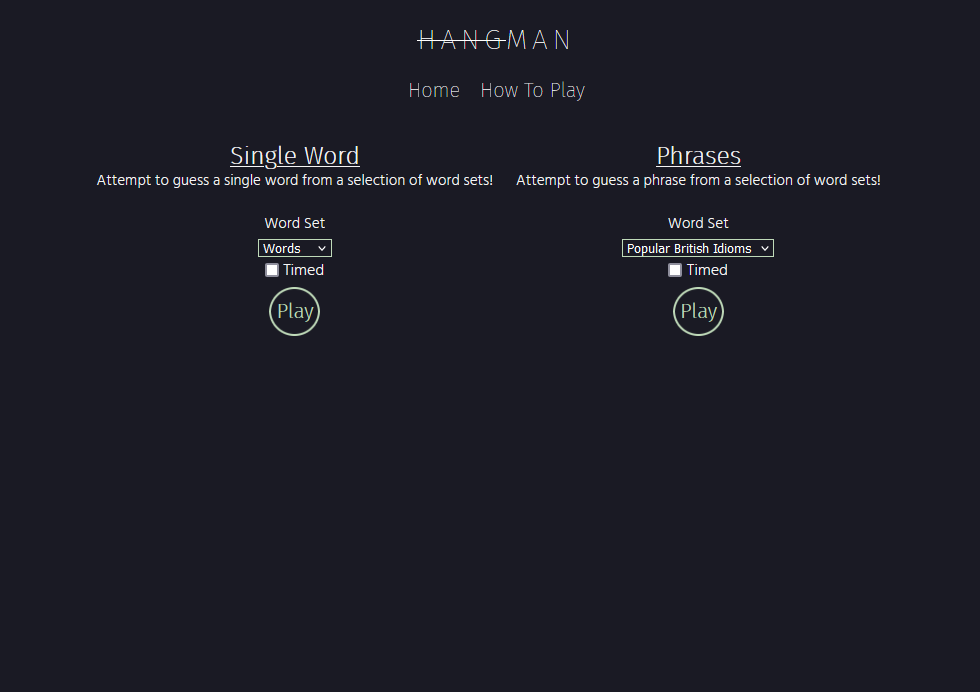 HANGMAN
Home How To Play
Single Word
Attempt to guess a single word from a selection of word sets!
Word Set
Words
Timed
Play
Phrases
Attempt to guess a phrase from a selection of word sets!
Word Set
Popular British Idioms
Timed
Play